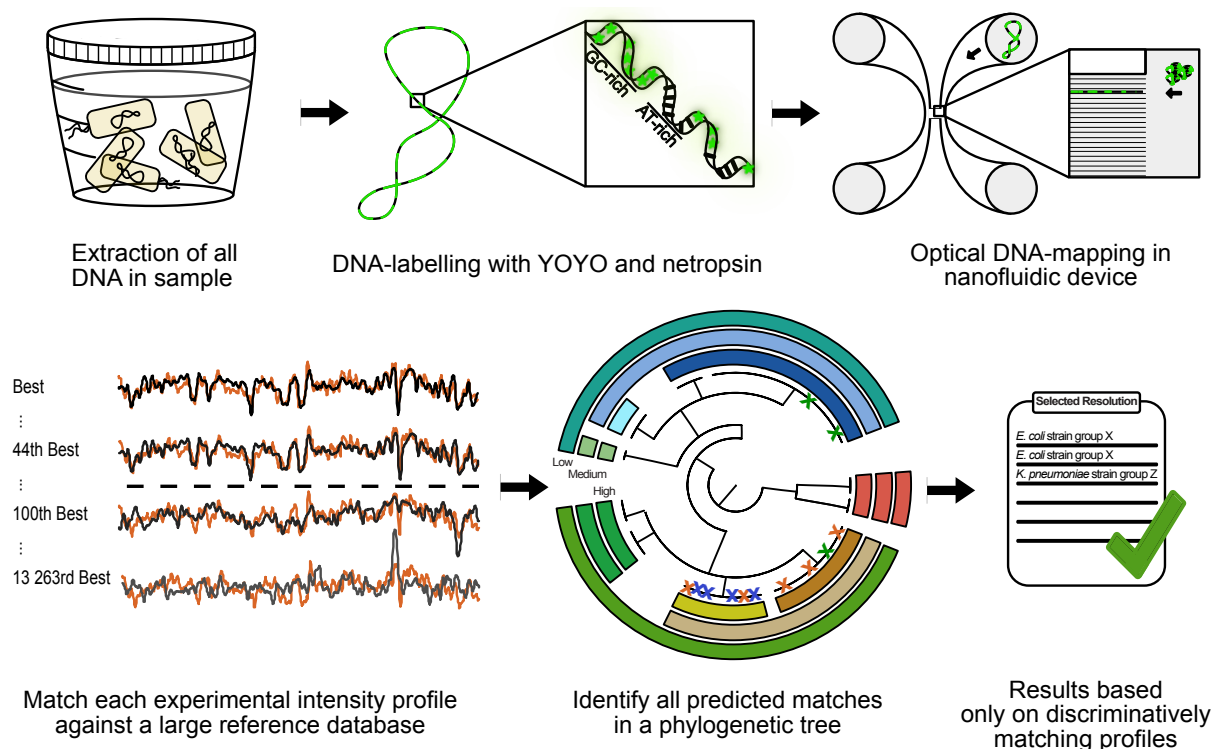 GC-rich
AT-rich
Extraction of all
DNA in sample
DNA-labelling with YOYO and netropsin
Optical DNA-mapping in
nanofluidic device
Best
⋮
44th Best
⋮
100th Best
⋮
13 263rd Best
Low
Medium
High
Selected Resolution
E. coli strain group X
E. coli strain group X
K. pneumoniae strain group Z
Match each experimental intensity profile
against a large reference database
Identify all predicted matches
in a phylogenetic tree
Results based
only on discriminatively
matching profiles